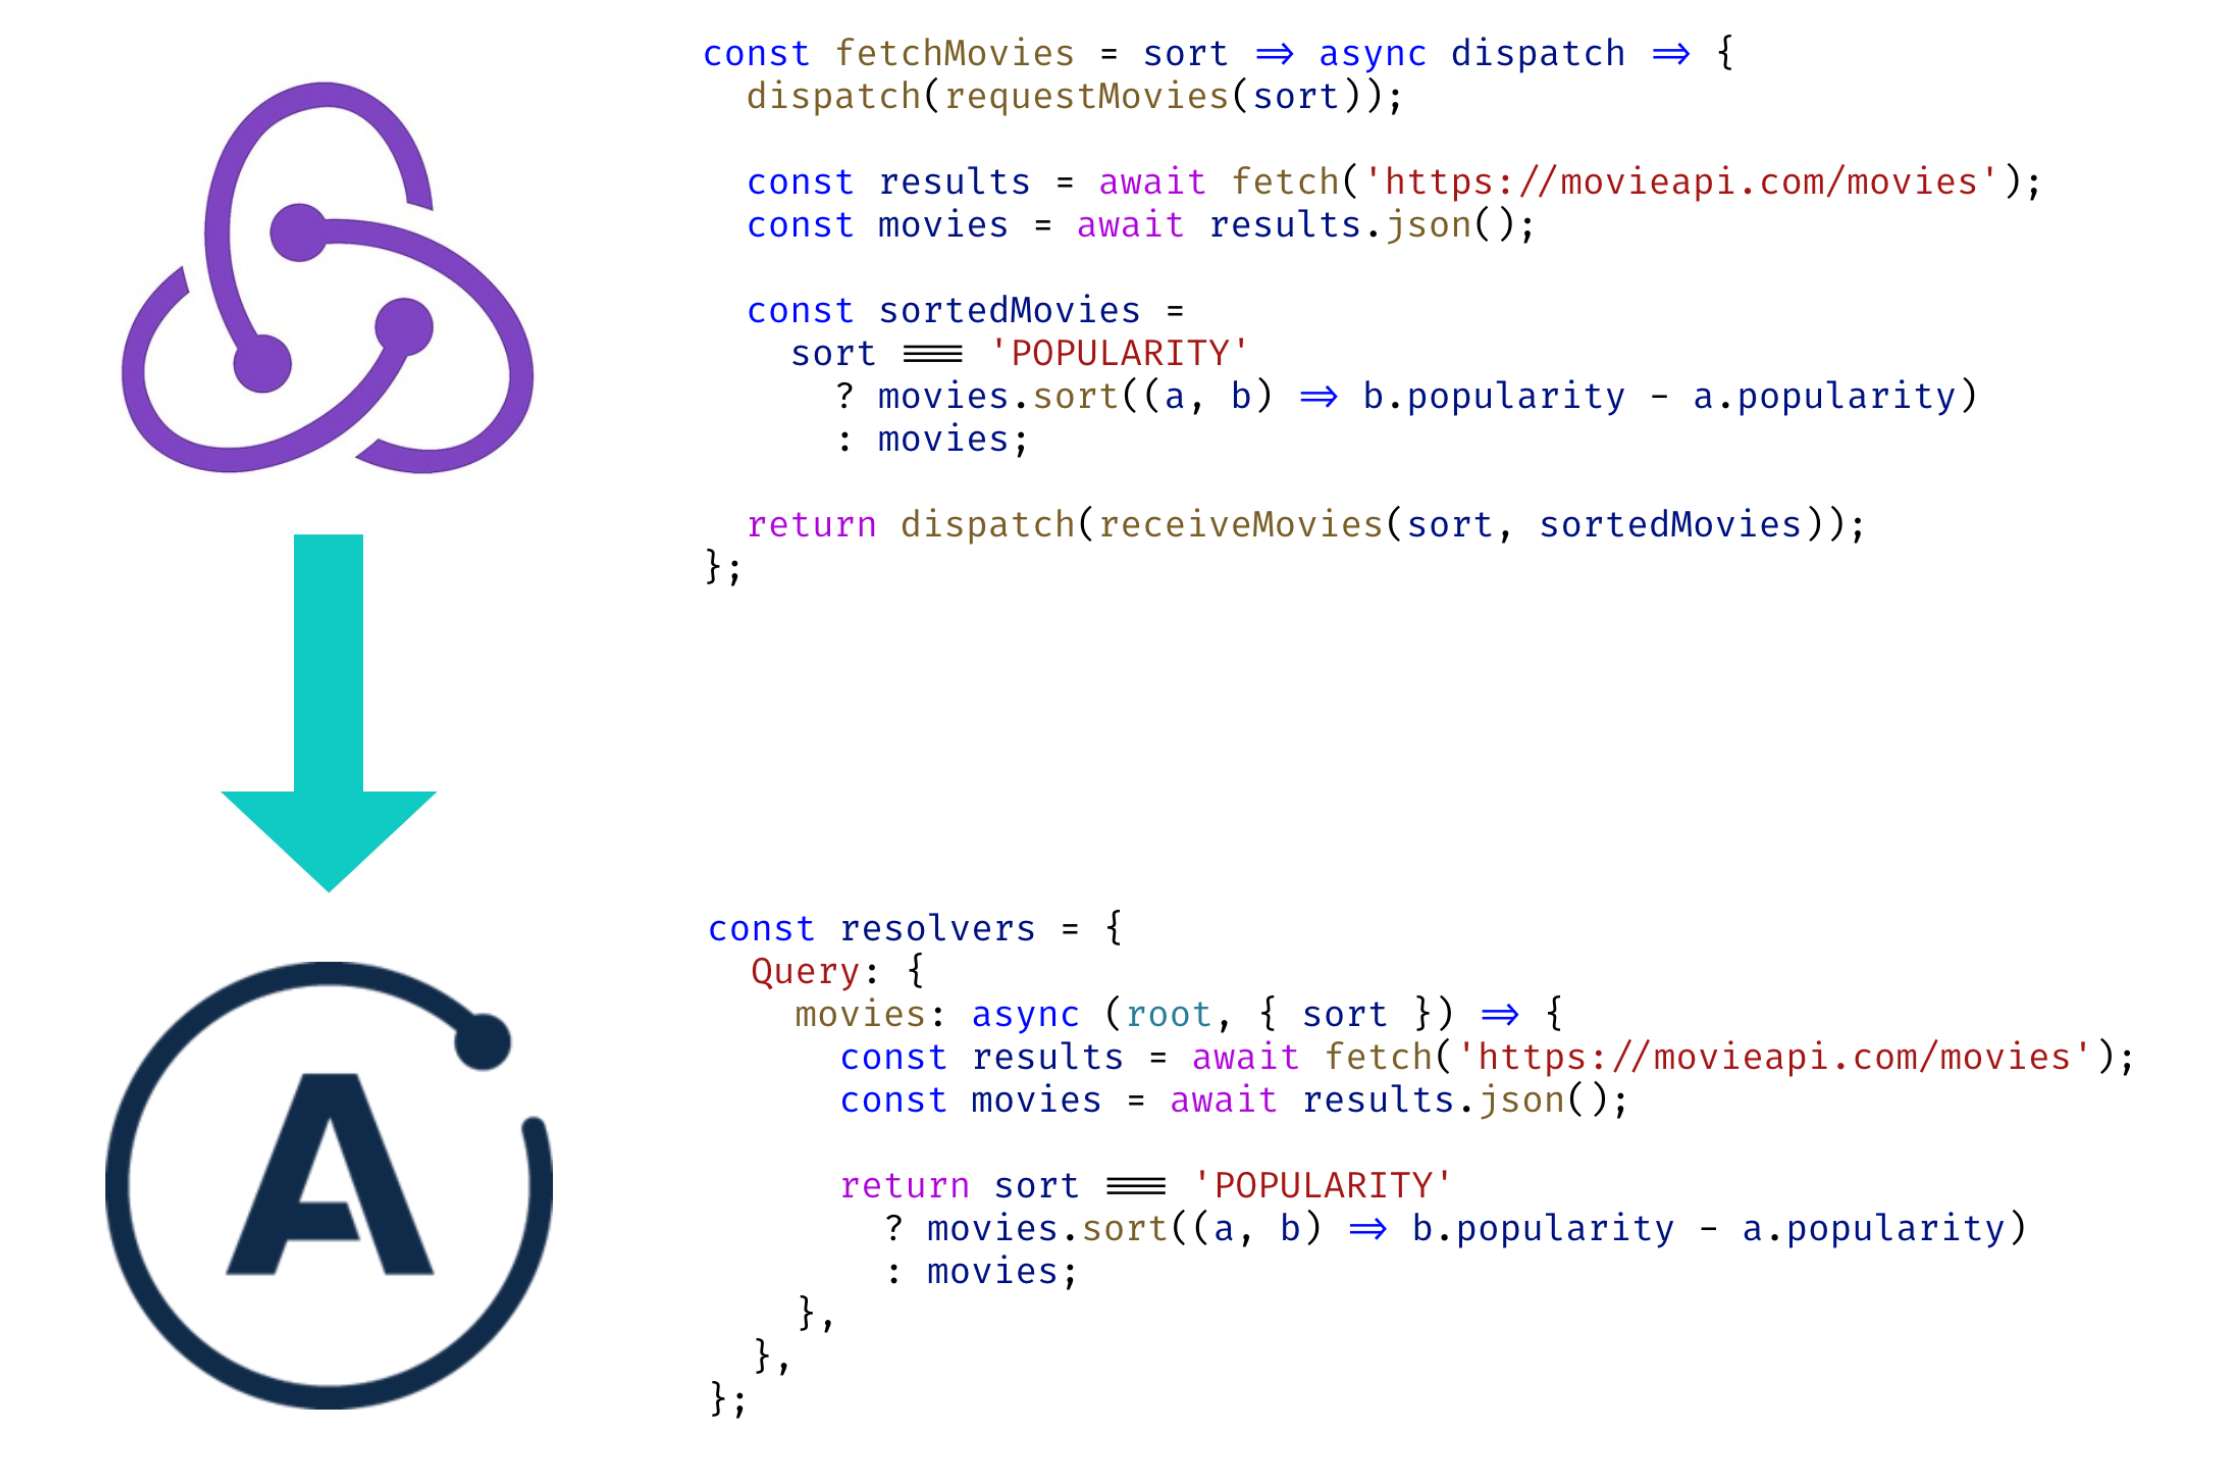 const fetchMovies = sort => async dispatch => {
  dispatch(requestMovies(sort));
  const results = await fetch('https://movieapi.com/movies');
  const movies = await results.json();
  const sortedMovies =
    sort === 'POPULARITY'
      ? movies.sort((a, b) => b.popularity - a.popularity)
      : movies;
  return dispatch(receiveMovies(sort, sortedMovies));
};
A
const resolvers = {
  Query: {
    movies: async (root, { sort }) => {
      const results = await fetch('https://movieapi.com/movies');
      const movies = await results.json();
      return sort === 'POPULARITY'
        ? movies.sort((a, b) => b.popularity - a.popularity)
        : movies;
    },
  },
};